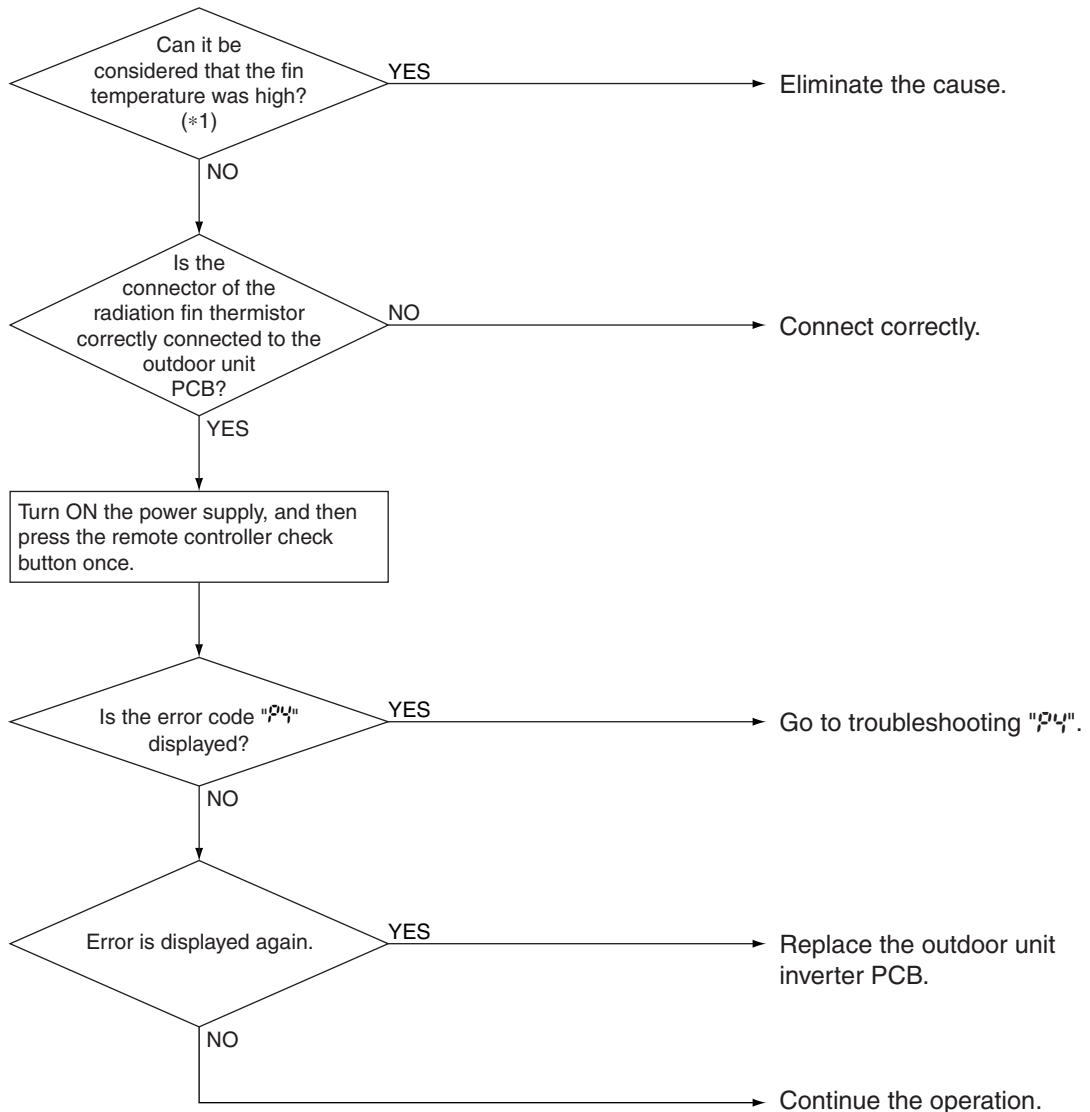 Can it be
considered that the fin
temperature was high?
(*1)
YES
Eliminate the cause.
NO
Is the
connector of the
radiation fin thermistor
correctly connected to the
outdoor unit
PCB?
NO
Connect correctly.
YES
Turn ON the power supply, and then
press the remote controller check
button once.
Is the error code "P4"
displayed?
YES
Go to troubleshooting "P4".
NO
Error is displayed again.
YES
Replace the outdoor unit
inverter PCB.
NO
Continue the operation.